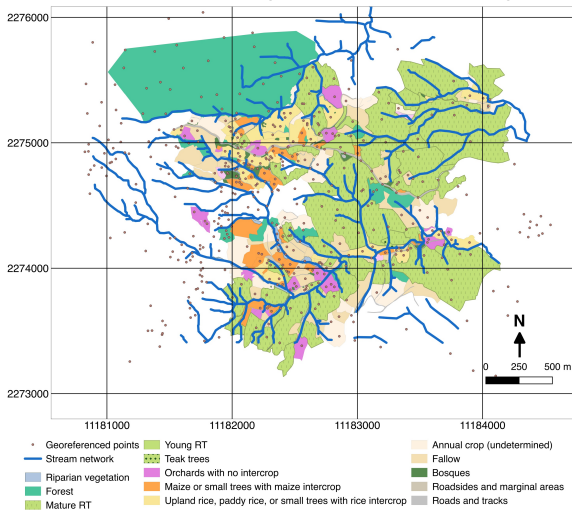 2276000
2275000
2274000
2273000
11181000 11182000 11183000 11184000
N
0 250 500 m
Georeferenced points
Stream network
Riparian vegetation
Forest
Mature RT
Young RT
Teak trees
Orchards with no intercrop
Maize or small trees with maize intercrop
Upland rice, paddy rice, or small trees with rice intercrop
Annual crop (undetermined)
Fallow
Bosques
Roadsides and marginal areas
Roads and tracks